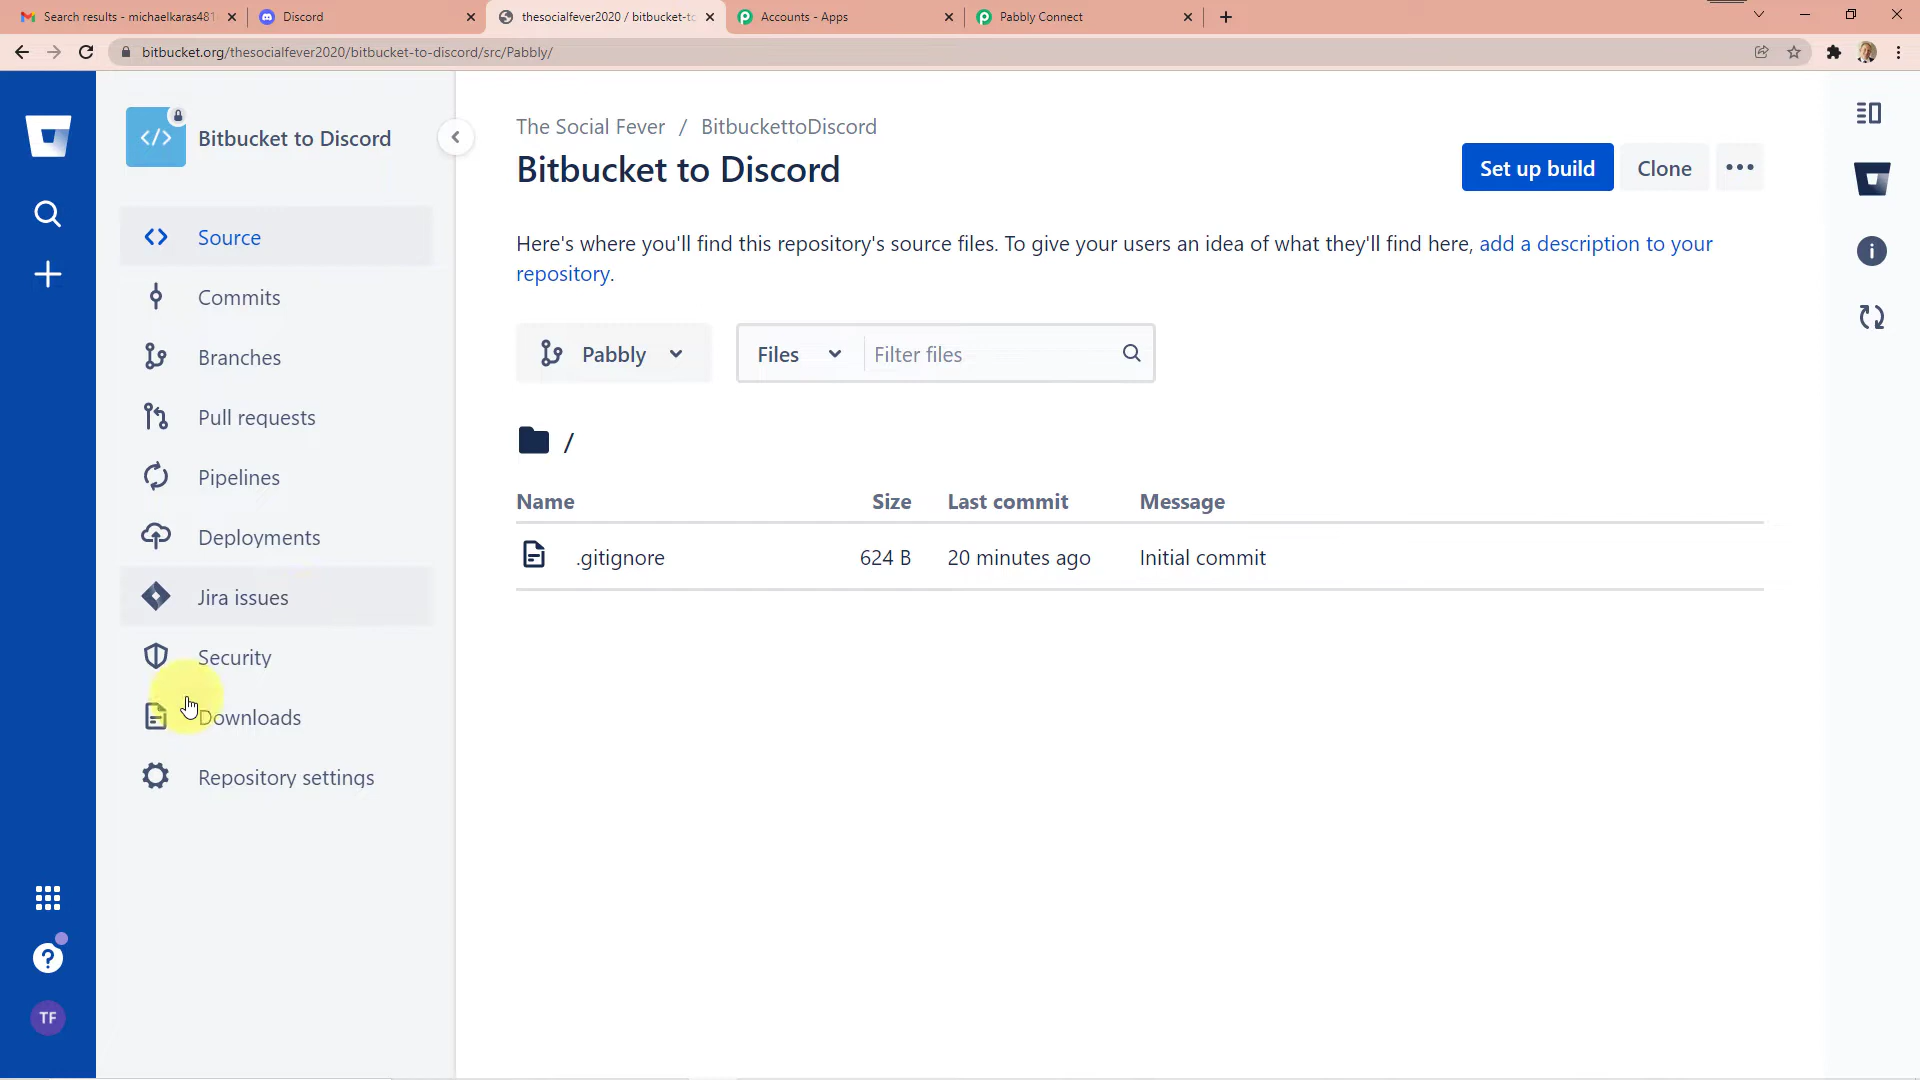 Search results - michaelkaras481
Discord
thesocialfever2020 / bitbucket-to
Accounts - Apps
Pabbly Connect
bitbucket.org/thesocialfever2020/bitbucket-to-discord/src/Pabbly/
Bitbucket to Discord
Source
Commits
Branches
Pull requests
Pipelines
Deployments
Jira issues
Security
Downloads
Repository settings
TF
The Social Fever / BitbuckettoDiscord
Bitbucket to Discord
Set up build
Clone
Here's where you'll find this repository's source files. To give your users an idea of what they'll find here, add a description to your
repository.
Pabbly
Files
Filter files
/
Name Size Last commit Message
.gitignore 624 B 20 minutes ago Initial commit